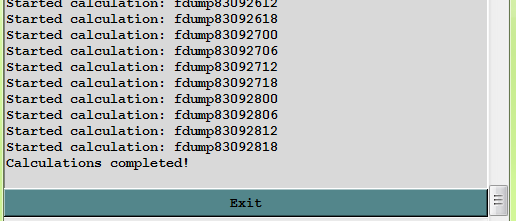 Started calculation: fdump83092612
Started calculation: fdump83092618
Started calculation: fdump83092700
Started calculation: fdump83092706
Started calculation: fdump83092712
Started calculation: fdump83092718
Started calculation: fdump83092800
Started calculation: fdump83092806
Started calculation: fdump83092812
Started calculation: fdump83092818
Calculations completed!
Exit